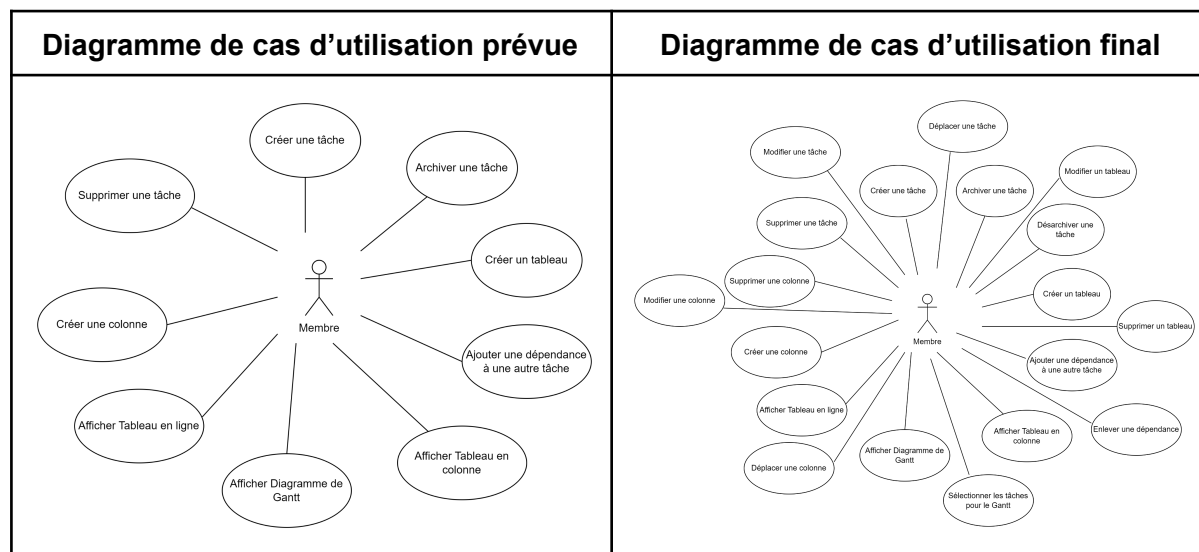 Diagramme de cas d’utilisation prévue
Diagramme de cas d’utilisation final
Créer une tâche
Archiver une tâche
Supprimer une tâche
Créer un tableau
Créer une colonne
Membre
Ajouter une dépendance
à une autre tâche
Afficher Tableau en ligne
Afficher Tableau en
colonne
Afficher Diagramme de
Gantt
Déplacer une tâche
Modifier une tâche
Modifier un tableau
Créer une tâche
Archiver une tâche
Supprimer une tâche
Désarchiver une
tâche
Supprimer une colonne
Créer un tableau
Modifier une colonne
Supprimer un tableau
Membre
Créer une colonne
Ajouter une dépendance
à une autre tâche
Afficher Tableau en ligne
Enlever une dépendance
Afficher Tableau en
colonne
Afficher Diagramme de
Gantt
Déplacer une colonne
Sélectionner les tâches
pour le Gantt